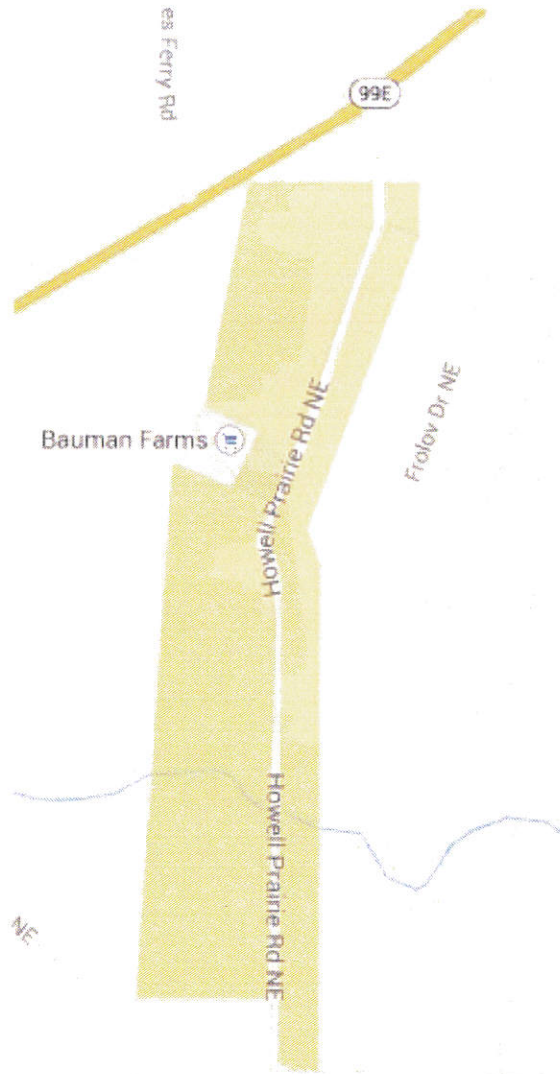 es Ferry Rd
99E
Howell Prairie Rd NE
Frolov Dr NE
Bauman Farms
Howell Prairie Rd NE
NE